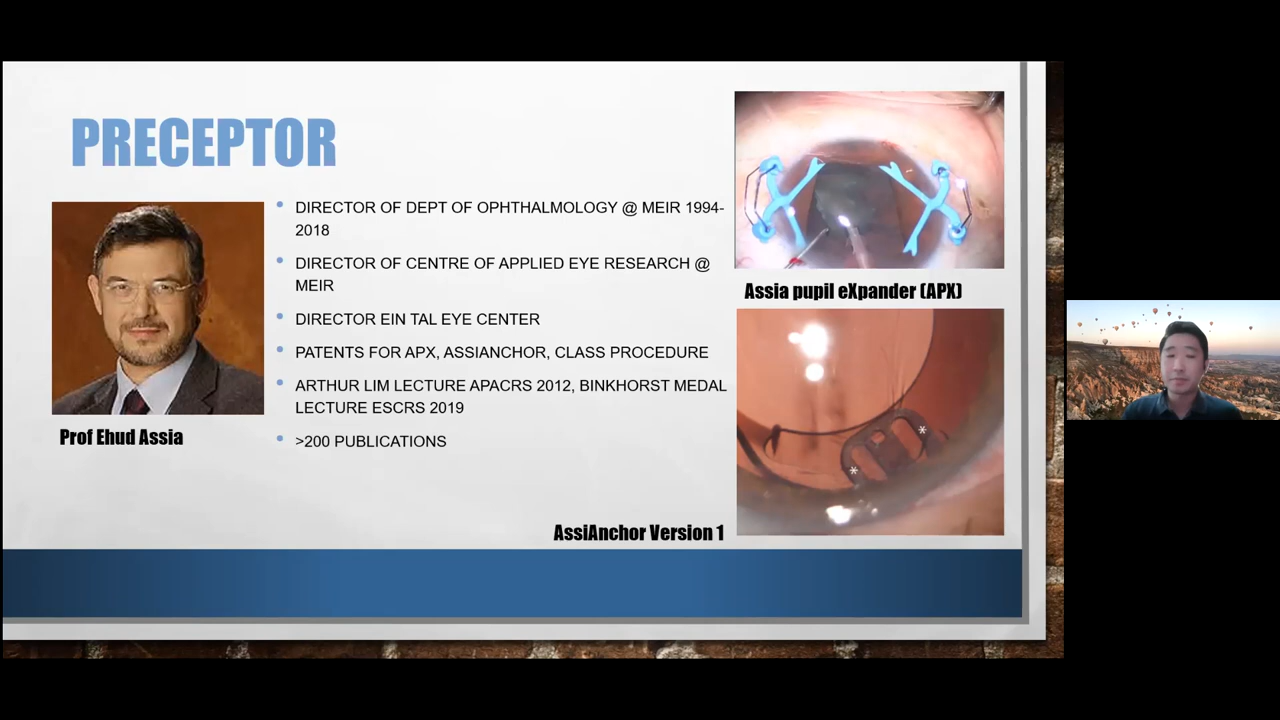 PRECEPTOR
DIRECTOR OF DEPT OF OPHTHALMOLOGY @ MEIR 1994-
2018
DIRECTOR OF CENTRE OF APPLIED EYE RESEARCH @
MEIR
DIRECTOR EIN TAL EYE CENTER
PATENTS FOR APX, ASSIANCHOR, CLASS PROCEDURE
ARTHUR LIM LECTURE APACRS 2012, BINKHORST MEDAL
LECTURE ESCRS 2019
>200 PUBLICATIONS
Prof Ehud Assia
Assia pupil eXpander (APX)
* 
*
AssiAnchor Version 1